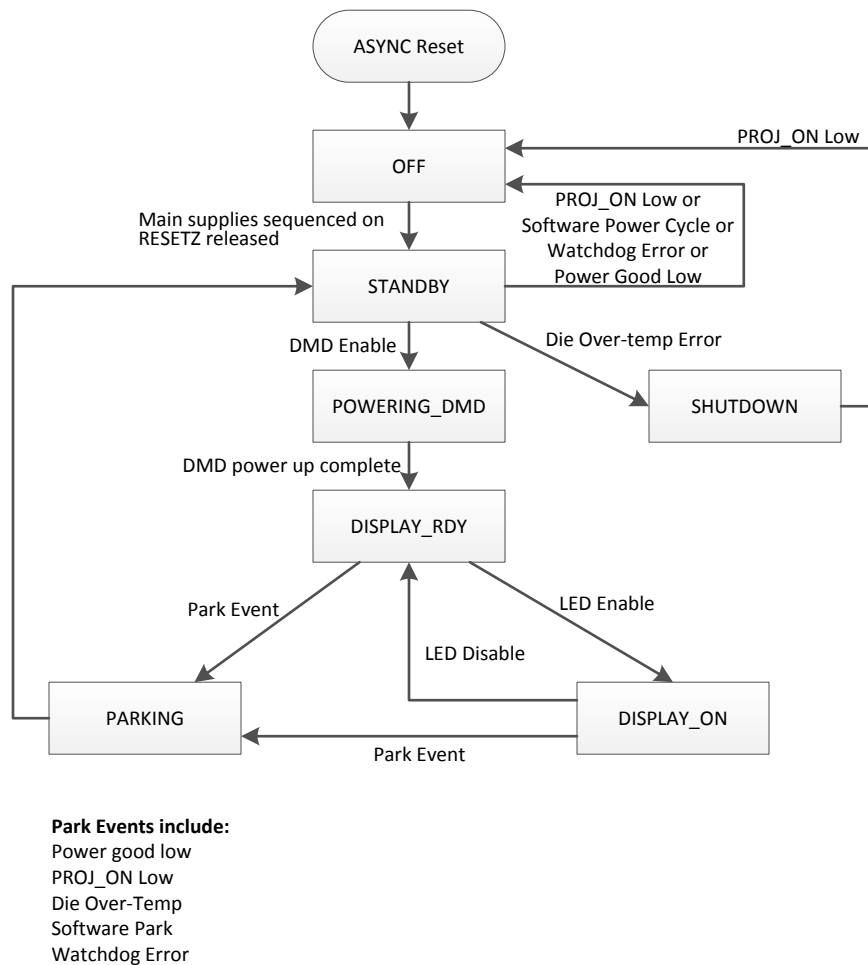 ASYNC Reset
PROJ_ON Low
OFF
Main supplies sequenced on
RESETZ released
PROJ_ON Low or
Software Power Cycle or
Watchdog Error or
Power Good Low
STANDBY
DMD Enable
Die Over-temp Error
POWERING_DMD
SHUTDOWN
DMD power up complete
DISPLAY_RDY
Park Event
LED Enable
LED Disable
PARKING
DISPLAY_ON
Park Event
Park Events include:
Power good low
PROJ_ON Low
Die Over-Temp
Software Park
Watchdog Error